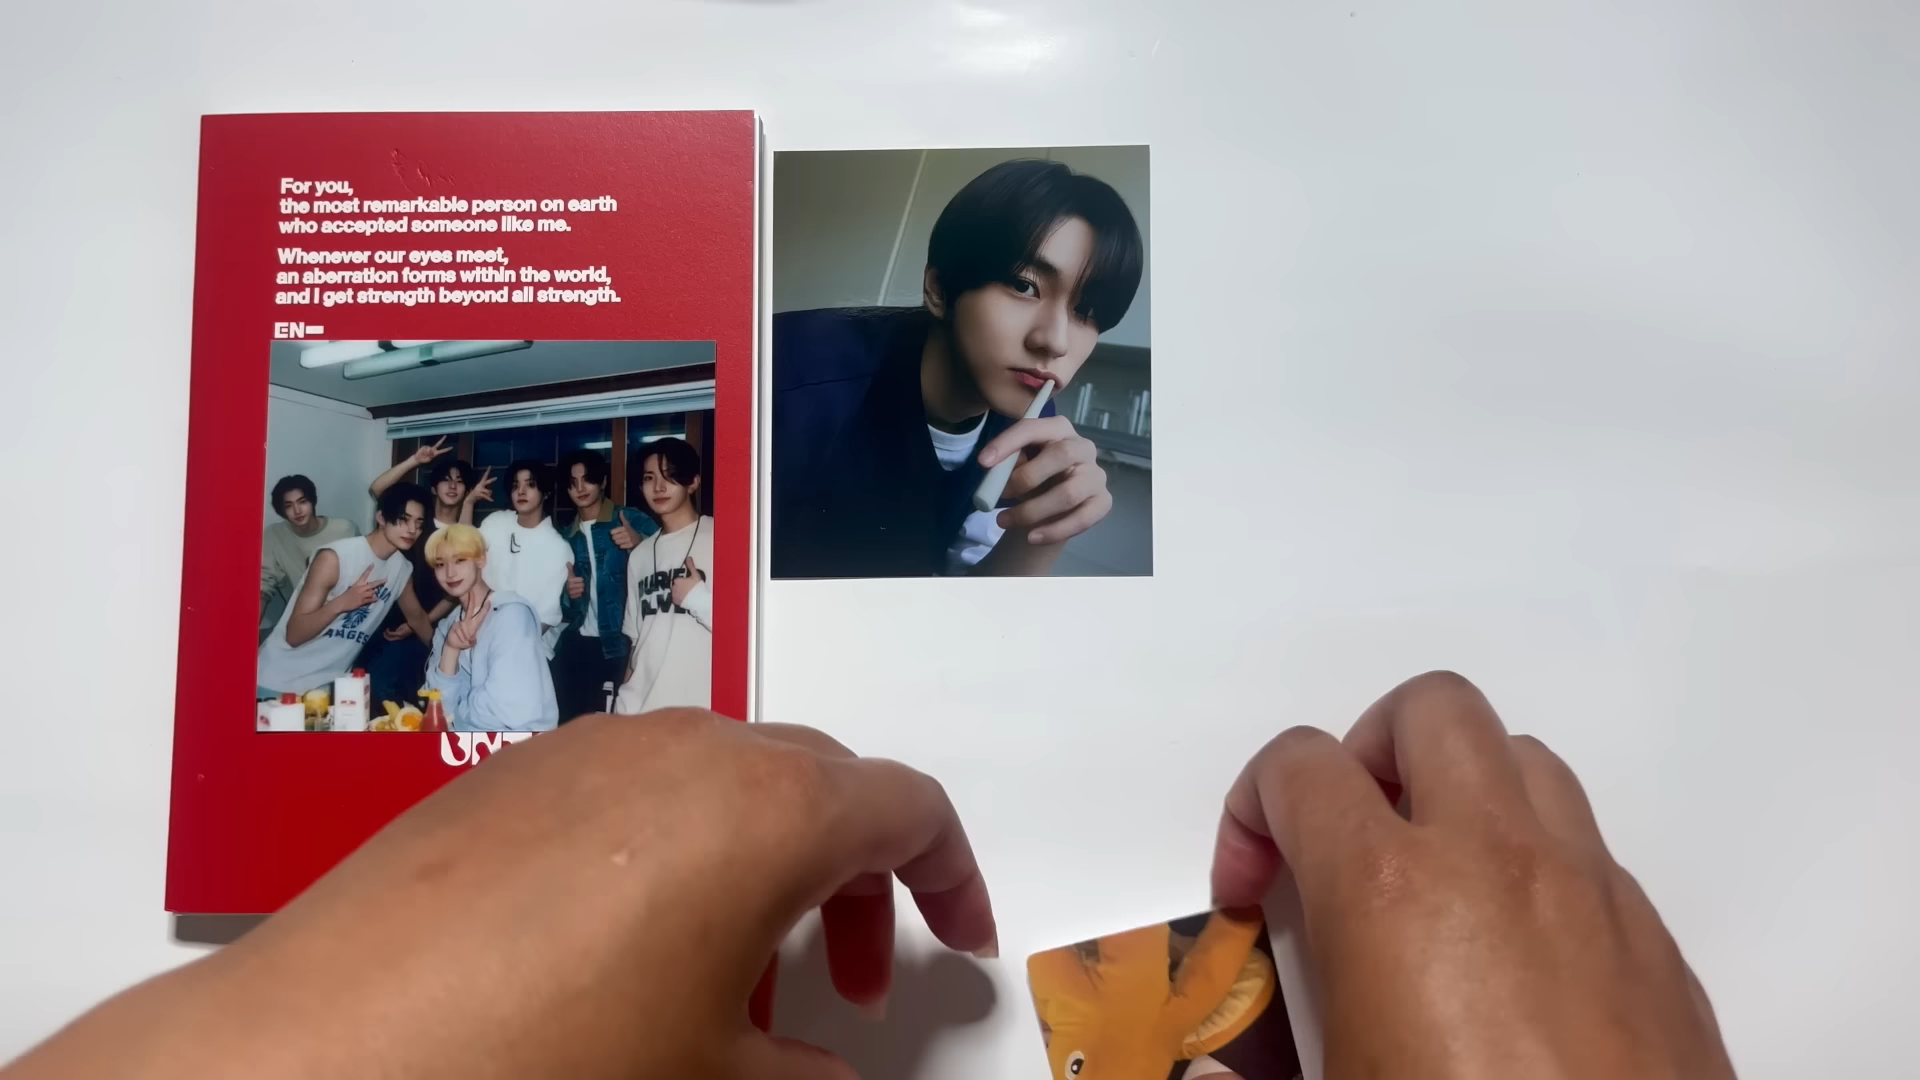 For you,
the most remarkable person on earth
who accepted someone like me.
Whenever our eyes meet,
an aberration forms within the world,
and I get strength beyond all strength.
EN–